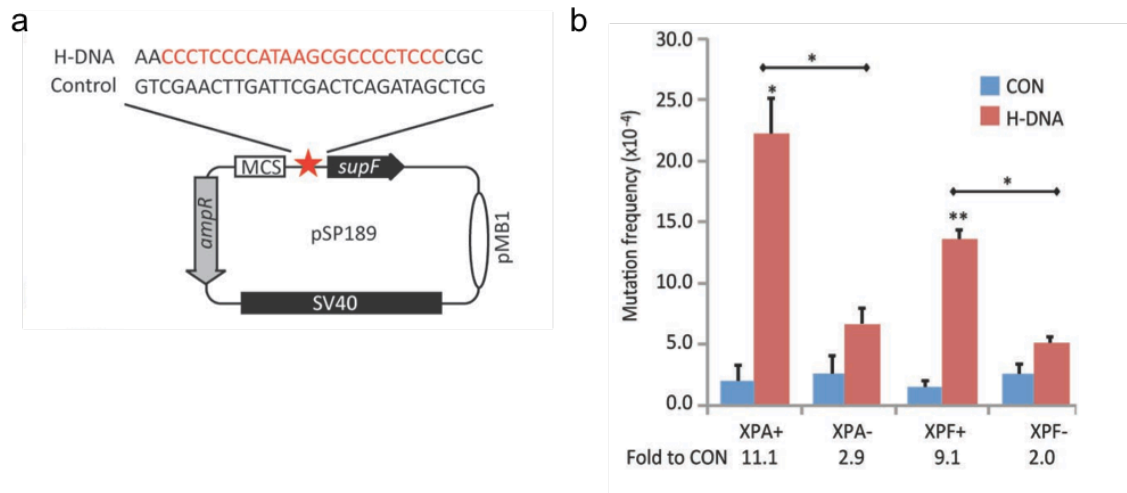 a
H-DNA AACCCTCCCCATAAGCGCCCCTCCCCGC
Control GTCGAACTTGATTCGACTCAGATAGCTCG
MCS supF
ampR
pSP189
pMB1
SV40
b
Mutation frequency (x10⁻⁴)
30.0
25.0
20.0
15.0
10.0
5.0
0.0
*
*
*
**
CON
H-DNA
XPA+ XPA- XPF+ XPF-
Fold to CON 11.1 2.9 9.1 2.0